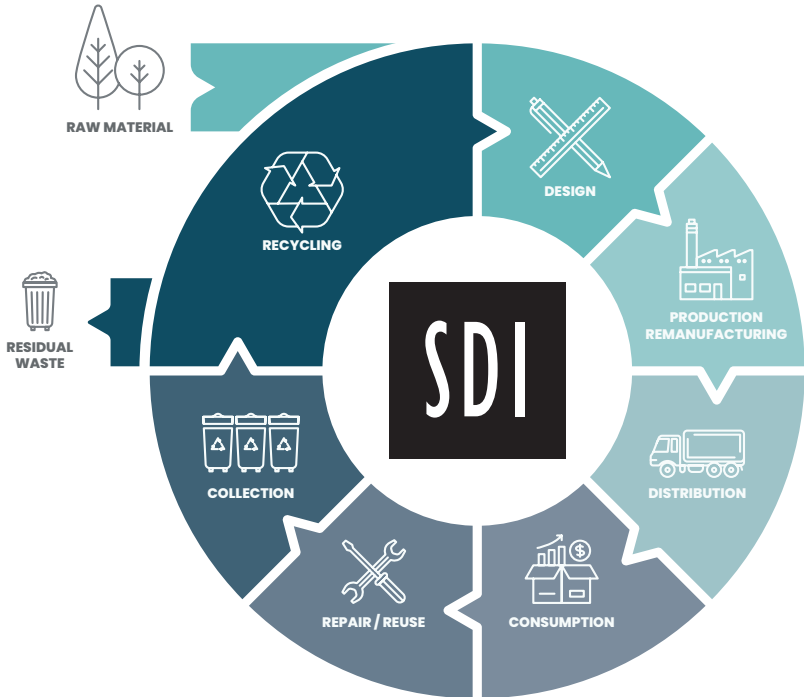 RAW MATERIAL
RECYCLING
DESIGN
PRODUCTION
REMANUFACTURING
RESIDUAL
WASTE
SDI
COLLECTION
DISTRIBUTION
REPAIR / REUSE
CONSUMPTION
$